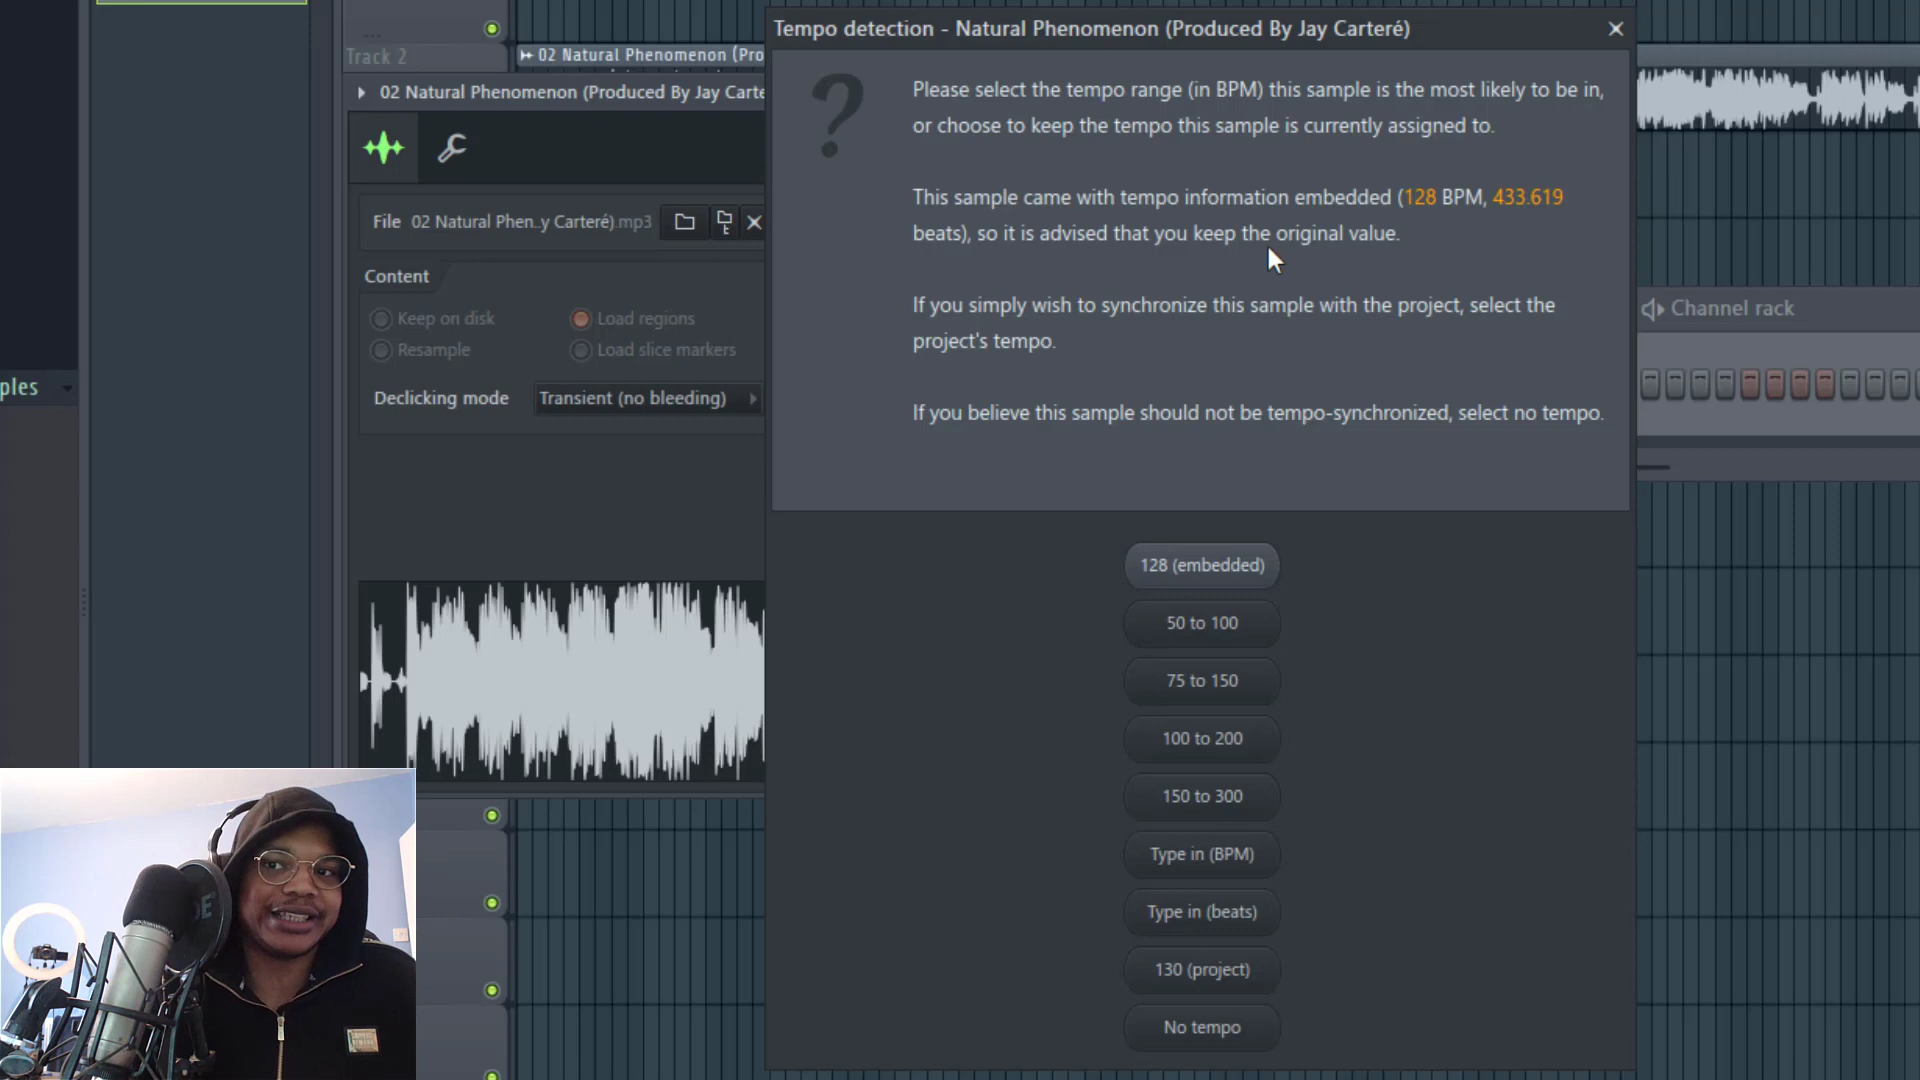 Tempo detection - Natural Phenomenon (Produced By Jay Carteré)
...
Track 2
02 Natural Phenomenon (Pro
02 Natural Phenomenon (Produced By Jay Carte
Please select the tempo range (in BPM) this sample is the most likely to be in,
or choose to keep the tempo this sample is currently assigned to.
This sample came with tempo information embedded (128 BPM, 433.619
beats), so it is advised that you keep the original value.
If you simply wish to synchronize this sample with the project, select the
project's tempo.
If you believe this sample should not be tempo-synchronized, select no tempo.
File 02 Natural Phen..y Carteré).mp3
Content
Keep on disk
Load regions
Resample
Load slice markers
Declicking mode
Transient (no bleeding)
ples
Channel rack
128 (embedded)
50 to 100
75 to 150
100 to 200
150 to 300
Type in (BPM)
Type in (beats)
130 (project)
No tempo